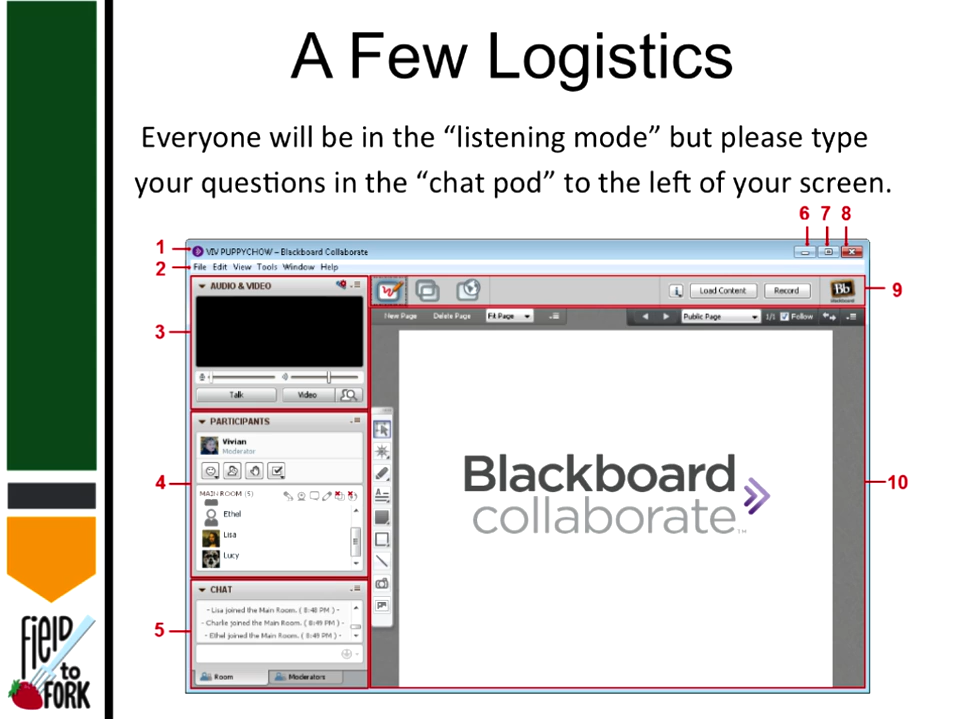 A Few Logistics
Everyone will be in the “listening mode” but please type
your questions in the “chat pod” to the left of your screen.
6 7 8
1
VIV PUPPYCHOW – Blackboard Collaborate
2
File Edit View Tools Window Help
AUDIO & VIDEO
Load Content
Record
Bb
9
New Page
Delete Page
Fit Page
Public Page
1/1
Follow
3
Talk
Video
PARTICIPANTS
Vivian
Moderator
4
MAIN ROOM (5)
Ethel
Lisa
Lucy
Blackboard
collaborate™
10
CHAT
- Lisa joined the Main Room. ( 8:48 PM ) -
- Charlie joined the Main Room. ( 8:49 PM ) -
- Ethel joined the Main Room. ( 8:49 PM ) -
5
Room
Moderators
FiELD
to
FORK